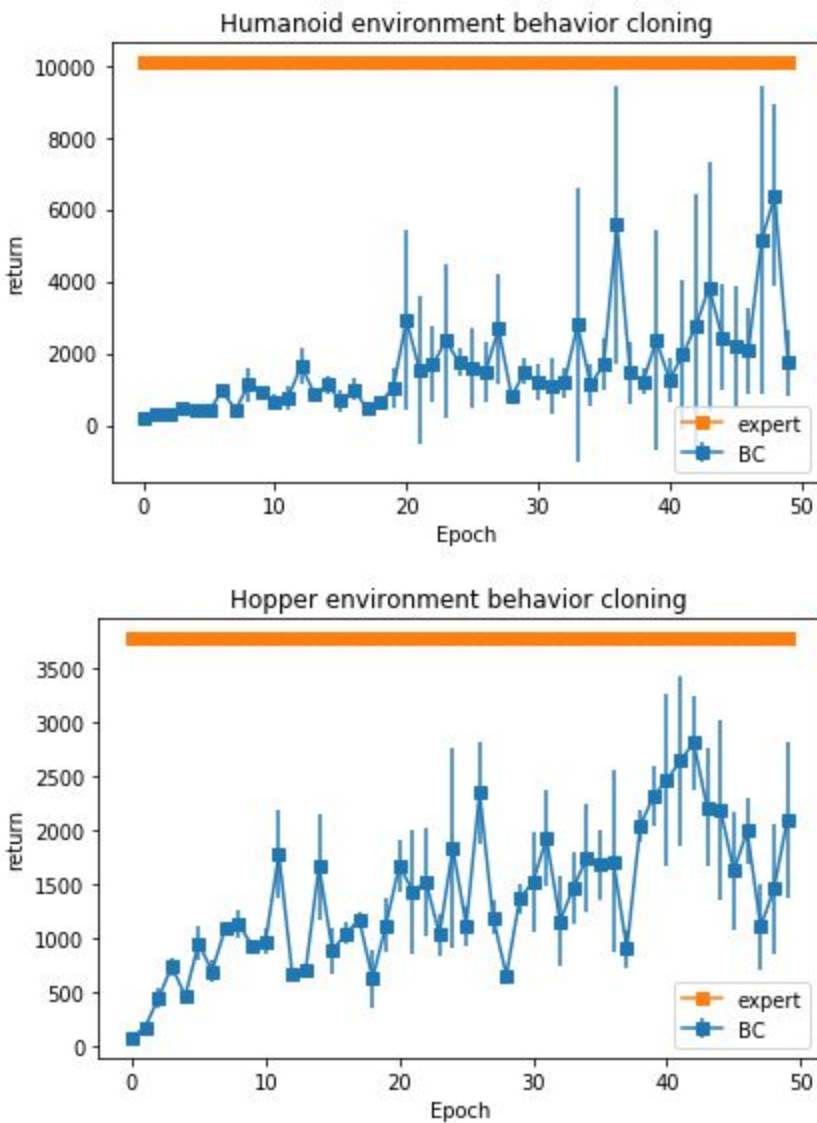 Humanoid environment behavior cloning
10000
8000
6000
4000
2000
0
return
expert
BC
0 10 20 30 40 50
Epoch
Hopper environment behavior cloning
3500
3000
2500
2000
1500
1000
500
0
return
expert
BC
0 10 20 30 40 50
Epoch